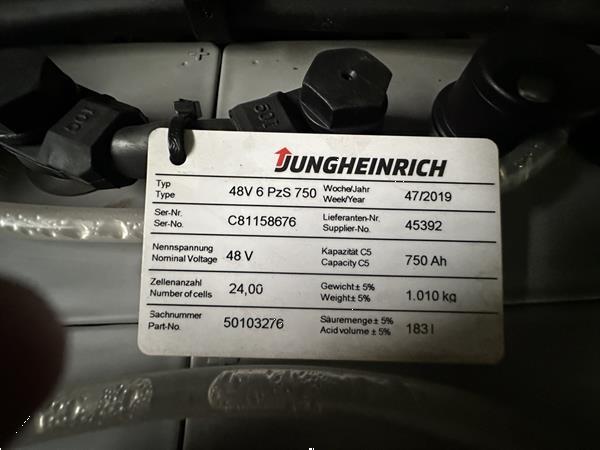 JUNGHEINRICH
Typ
Type
48V 6 PzS 750
Woche/Jahr
Week/Year
47/2019
Ser-Nr.
Ser-No.
C81158676
Lieferanten-Nr.
Supplier-No.
45392
Nennspannung
Nominal Voltage
48 V
Kapazität C5
Capacity C5
750 Ah
Zellenanzahl
Number of cells
24,00
Gewicht± 5%
Weight± 5%
1.010 kg
Sachnummer
Part-No.
50103276
Säuremenge ± 5%
Acid volume ± 5%
183 l